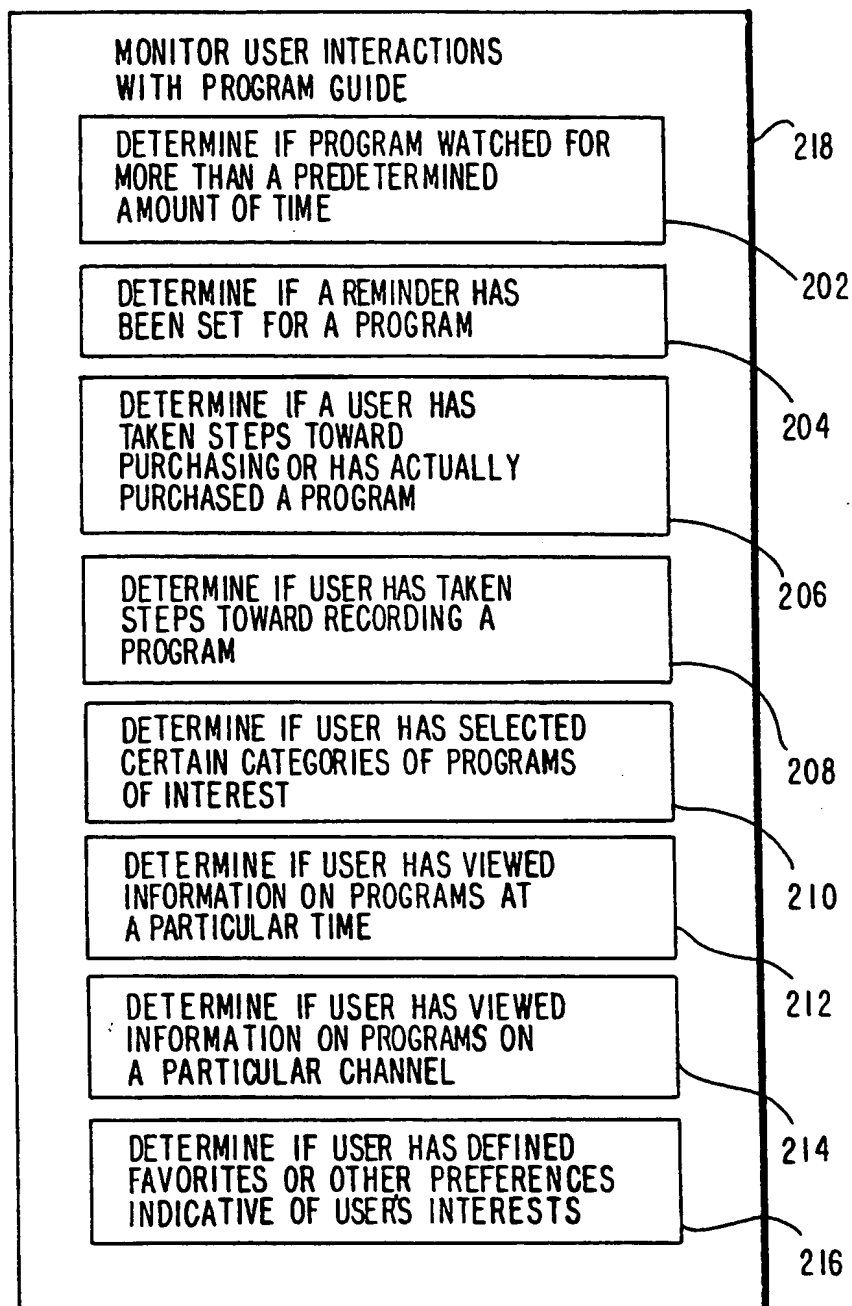 MONITOR USER INTERACTIONS
WITH PROGRAM GUIDE
218
DETERMINE IF PROGRAM WATCHED FOR
MORE THAN A PREDETERMINED
AMOUNT OF TIME
202
DETERMINE IF A REMINDER HAS
BEEN SET FOR A PROGRAM
204
DETERMINE IF A USER HAS
TAKEN STEPS TOWARD
PURCHASING OR HAS ACTUALLY
PURCHASED A PROGRAM
206
DETERMINE IF USER HAS TAKEN
STEPS TOWARD RECORDING A
PROGRAM
208
DETERMINE IF USER HAS SELECTED
CERTAIN CATEGORIES OF PROGRAMS
OF INTEREST
210
DETERMINE IF USER HAS VIEWED
INFORMATION ON PROGRAMS AT
A PARTICULAR TIME
212
DETERMINE IF USER HAS VIEWED
INFORMATION ON PROGRAMS ON
A PARTICULAR CHANNEL
214
DETERMINE IF USER HAS DEFINED
FAVORITES OR OTHER PREFERENCES
INDICATIVE OF USER'S INTERESTS
216